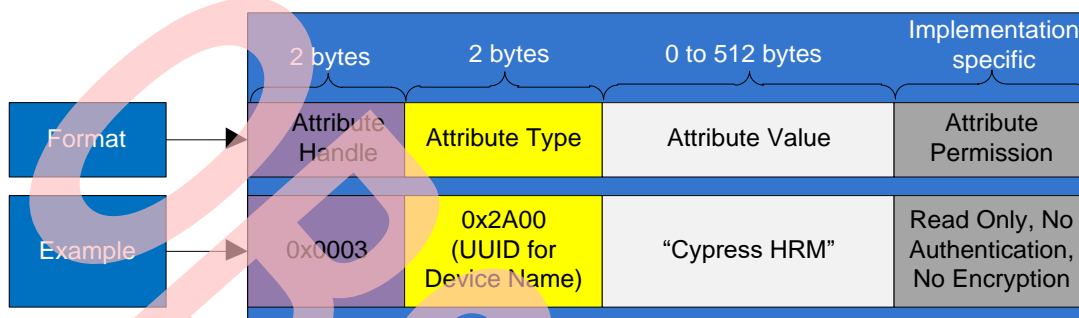 2 bytes
2 bytes
0 to 512 bytes
Implementation
specific
Format
Attribute
Handle
Attribute Type
Attribute Value
Attribute
Permission
Example
0x0003
0x2A00
(UUID for
Device Name)
“Cypress HRM”
Read Only, No
Authentication,
No Encryption